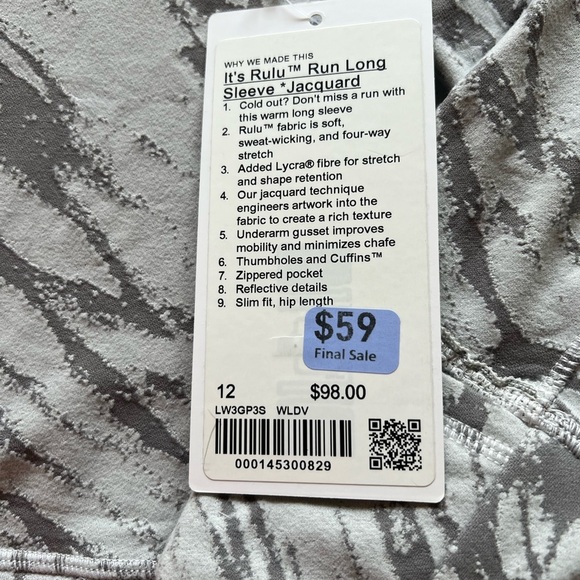 WHY WE MADE THIS
It's Rulu™ Run Long
Sleeve *Jacquard
1. Cold out? Don't miss a run with
this warm long sleeve
2. Rulu™ fabric is soft,
sweat-wicking, and four-way
stretch
3. Added Lycra® fibre for stretch
and shape retention
4. Our jacquard technique
engineers artwork into the
fabric to create a rich texture
5. Underarm gusset improves
mobility and minimizes chafe
6. Thumbholes and Cuffins™
7. Zippered pocket
8. Reflective details
9. Slim fit, hip length
$59
Final Sale
12 $98.00
LW3GP3S WLDV
000145300829